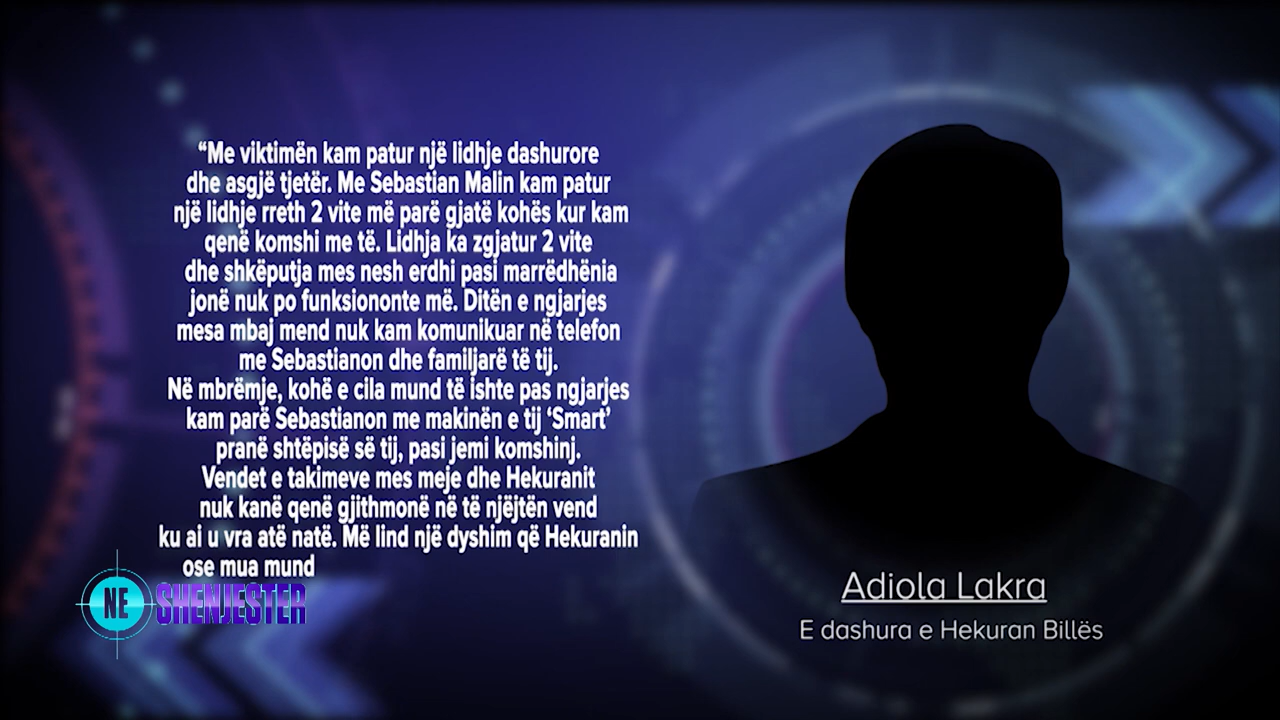 “Me viktimën kam patur një lidhje dashurore
dhe asgjë tjetër. Me Sebastian Malin kam patur
një lidhje rreth 2 vite më parë gjatë kohës kur kam
qenë komshi me të. Lidhja ka zgjatur 2 vite
dhe shkëputja mes nesh erdhi pasi marrëdhënia
jonë nuk po funksiononte më. Ditën e ngjarjes
mesa mbaj mend nuk kam komunikuar në telefon
me Sebastianon dhe familjarë të tij.
Në mbrëmje, kohë e cila mund të ishte pas ngjarjes
kam parë Sebastianon me makinën e tij ‘Smart’
pranë shtëpisë së tij, pasi jemi komshinj.
Vendet e takimeve mes meje dhe Hekuranit
nuk kanë qenë gjithmonë në të njëjtën vend
ku ai u vra atë natë. Më lind një dyshim që Hekuranin
ose mua mund
NE SHENJESTER
Adiola Lakra
E dashura e Hekuran Billës